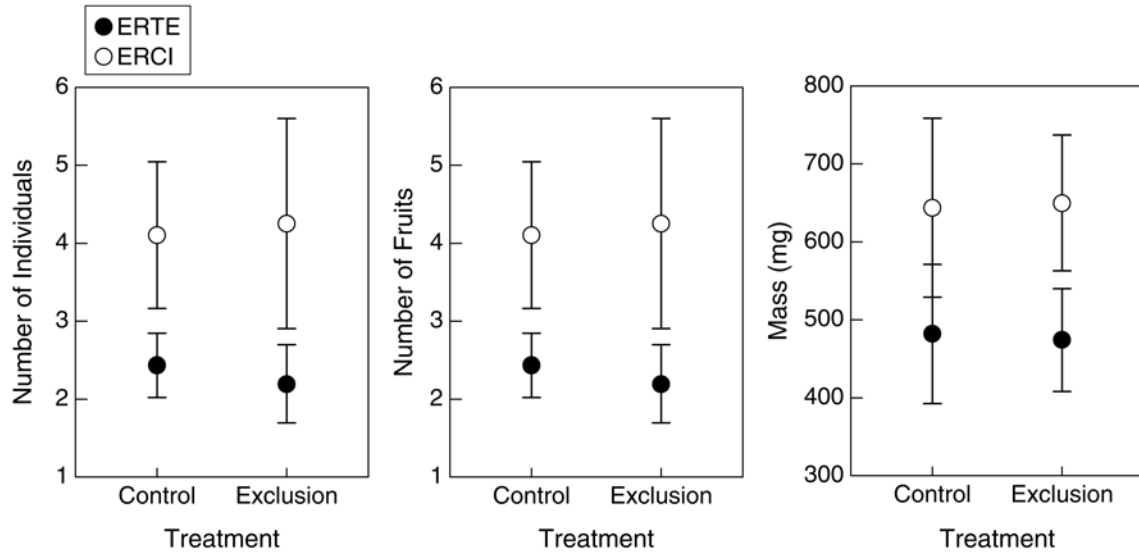 ERTE
ERCI
Number of Individuals
6
5
4
3
2
1
Control Exclusion
Treatment
Number of Fruits
6
5
4
3
2
1
Control Exclusion
Treatment
Mass (mg)
800
700
600
500
400
300
Control Exclusion
Treatment